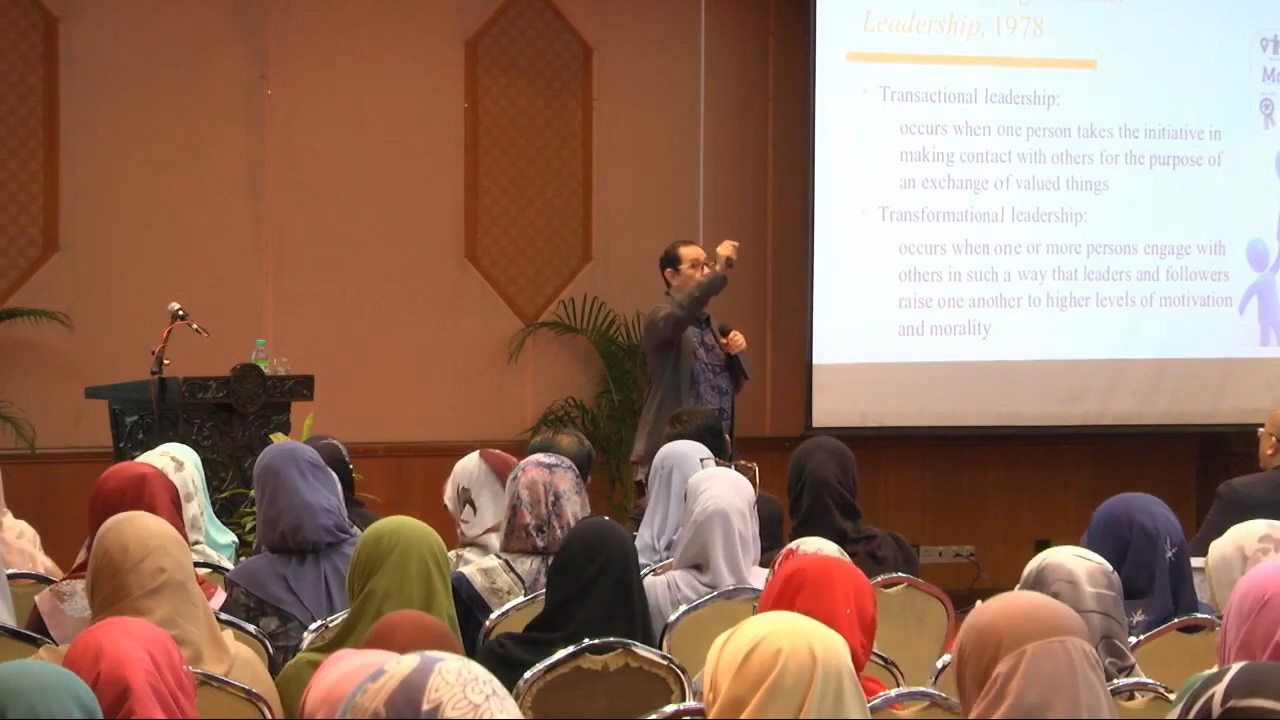 Leadership, 1978
Transactional leadership:
occurs when one person takes the initiative in
making contact with others for the purpose of
an exchange of valued things
Transformational leadership:
occurs when one or more persons engage with
others in such a way that leaders and followers
raise one another to higher levels of motivation
and morality